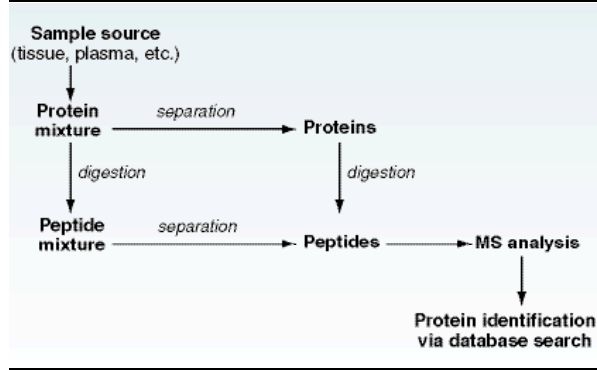 Sample source
(tissue, plasma, etc.)
Protein
mixture
separation
Proteins
digestion
digestion
Peptide
mixture
separation
Peptides
MS analysis
Protein identification
via database search